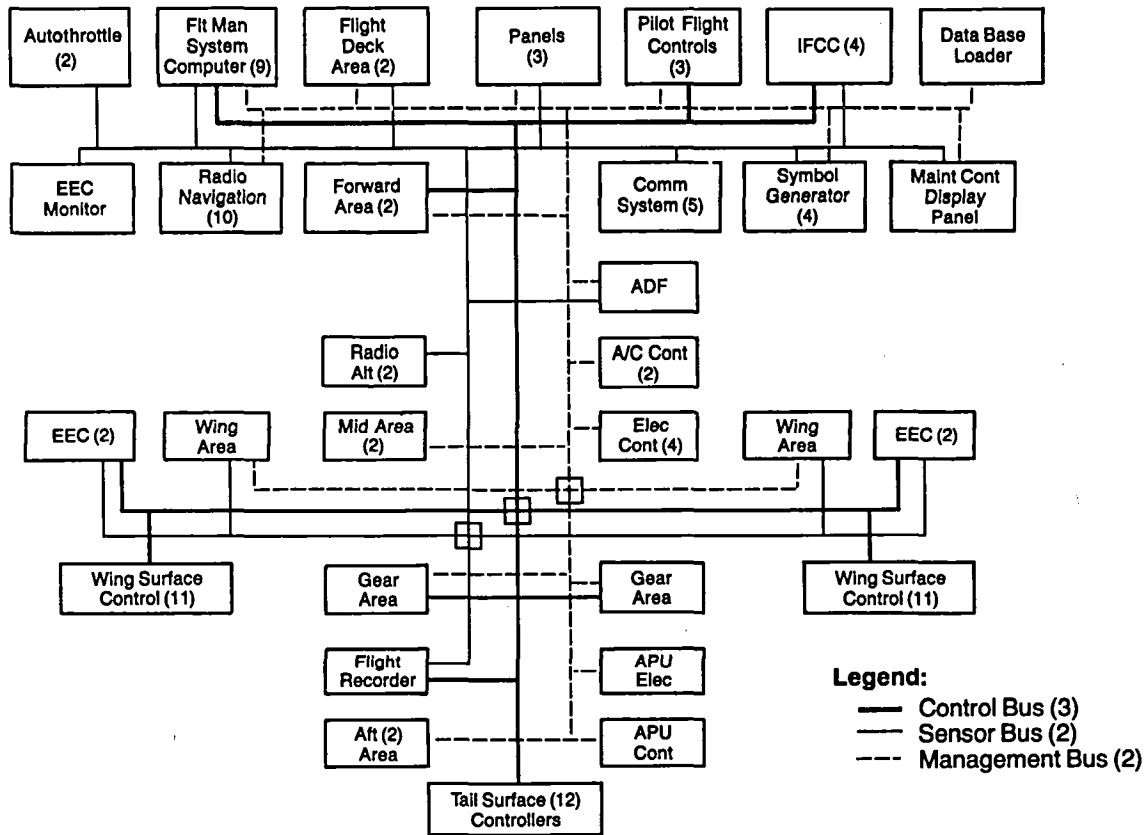 Autothrottle
(2)
Flt Man
System
Computer (9)
Flight
Deck
Area (2)
Panels
(3)
Pilot Flight
Controls
(3)
IFCC (4)
Data Base
Loader
EEC
Monitor
Radio
Navigation
(10)
Forward
Area (2)
Comm
System (5)
Symbol
Generator
(4)
Maint Cont
Display
Panel
ADF
Radio
Alt (2)
A/C Cont
(2)
EEC (2)
Wing
Area
Mid Area
(2)
Elec
Cont (4)
Wing
Area
EEC (2)
Wing Surface
Control (11)
Gear
Area
Gear
Area
Wing Surface
Control (11)
Flight
Recorder
APU
Elec
Aft (2)
Area
APU
Cont
Tail Surface (12)
Controllers
Legend:
Control Bus (3)
Sensor Bus (2)
Management Bus (2)